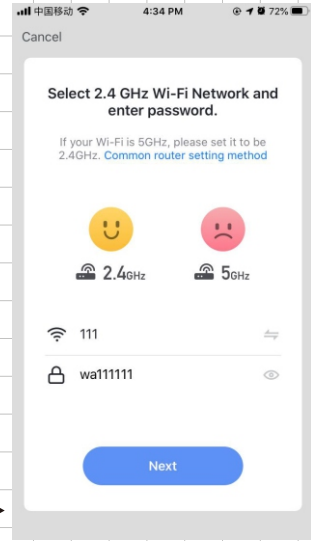 中国移动 4:34 PM 72%
Cancel
Select 2.4 GHz Wi-Fi Network and
enter password.
If your Wi-Fi is 5GHz, please set it to be
2.4GHz. Common router setting method
2.4GHz 5GHz
111
wa111111
Next